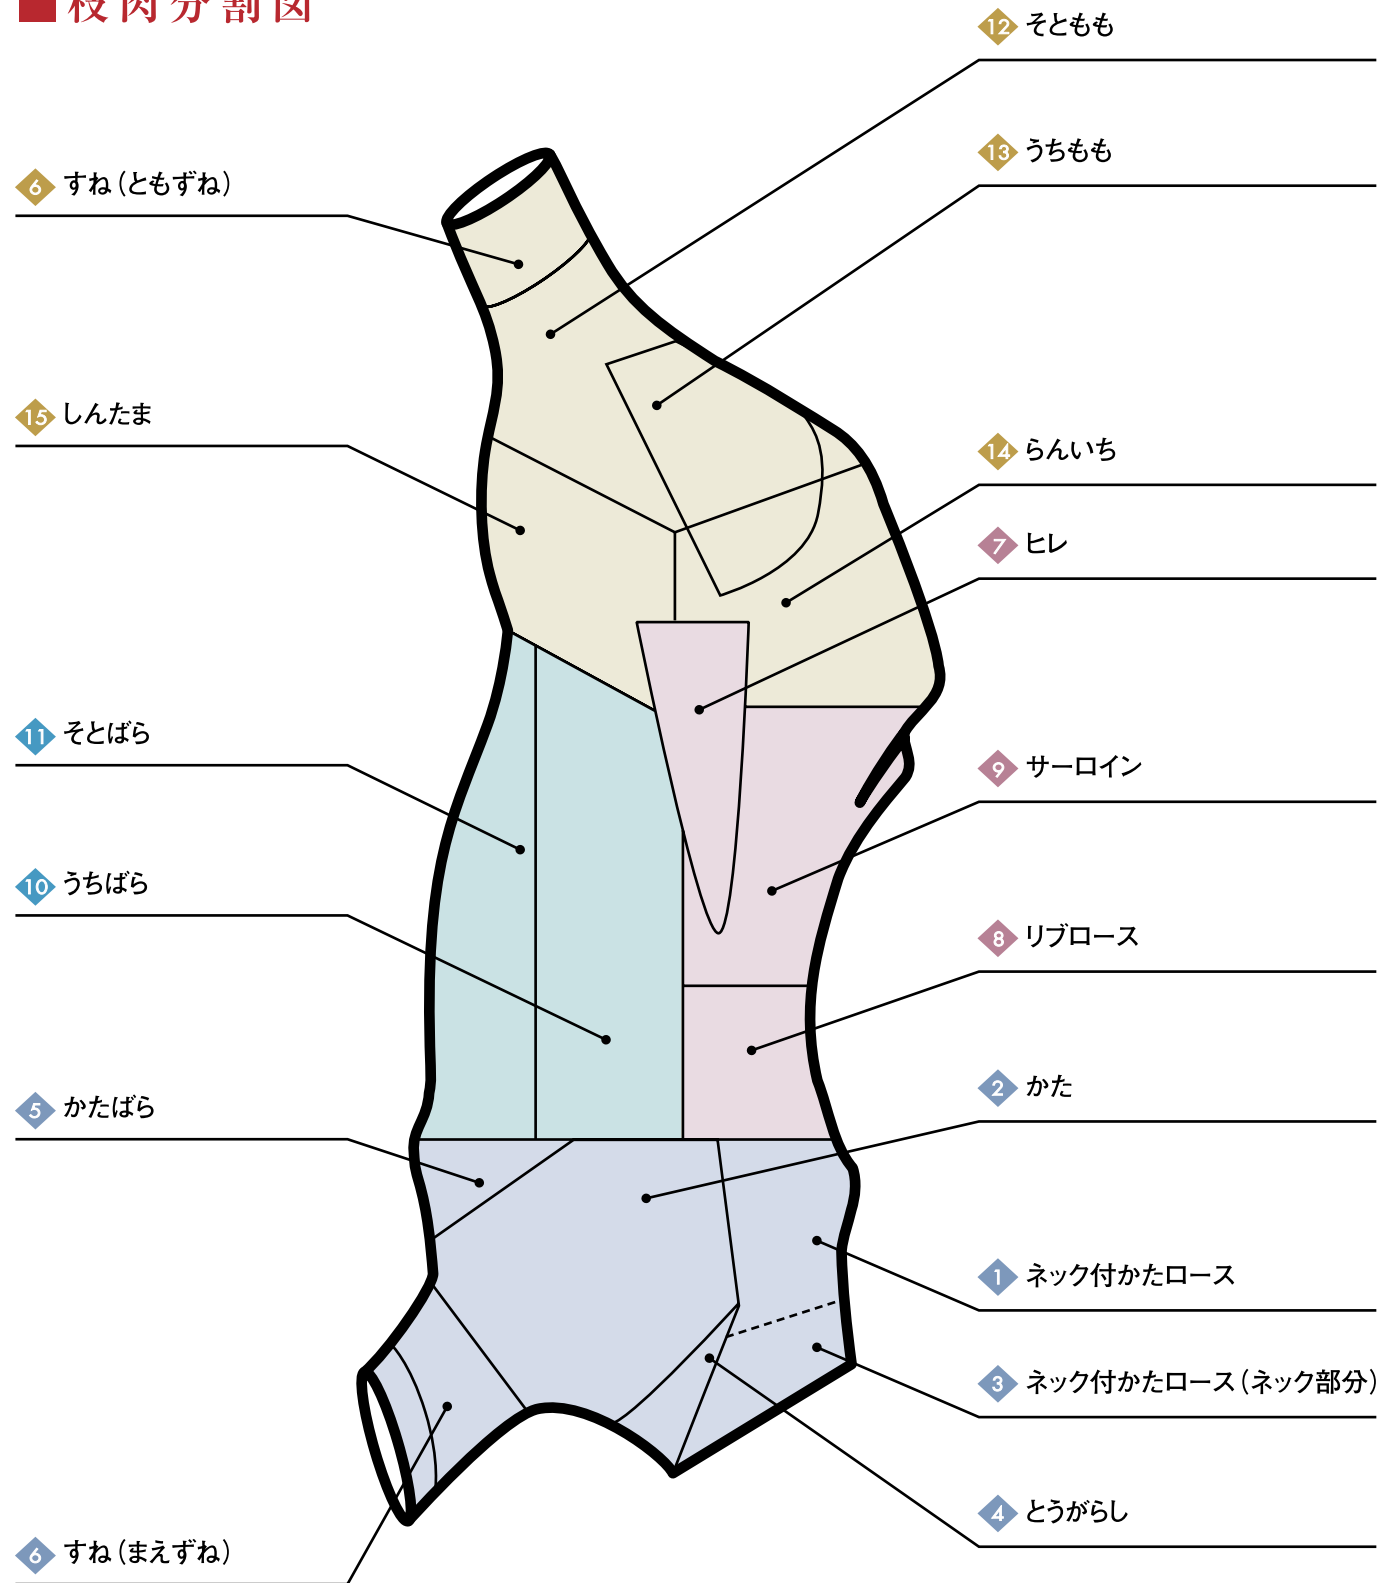 枝肉分割図
12 そともも
13 うちもも
6 すね（ともずね）
15 しんたま
14 らんいち
7 ヒレ
11 そとばら
9 サーロイン
10 うちばら
8 リブロース
2 かた
5 かたばら
1 ネック付かたロース
3 ネック付かたロース（ネック部分）
4 とうがらし
6 すね（まえずね）